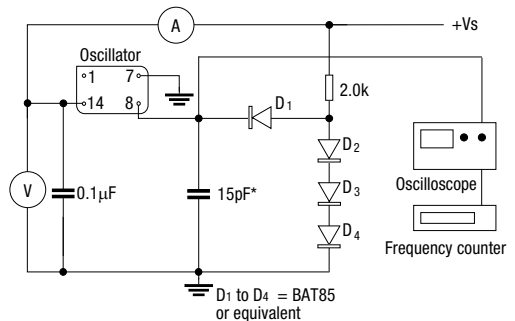 A
+Vs
Oscillator
1 7
14 8
2.0k
D1
D2
V
0.1µF
15pF*
D3
D4
Oscilloscope
Frequency counter
D1 to D4 = BAT85
or equivalent